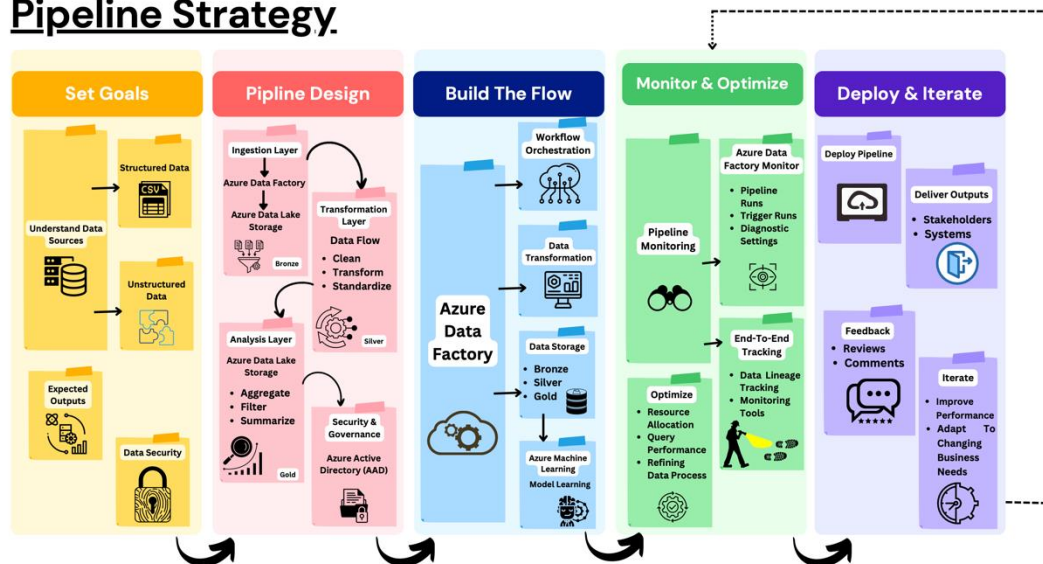 Pipeline Strategy
Set Goals
Understand Data
Sources
Structured Data
CSV
Unstructured
Data
Expected
Outputs
Data Security
Pipline Design
Ingestion Layer
Azure Data Factory
Azure Data Lake
Storage
Bronze
Transformation
Layer
Data Flow
• Clean
• Transform
• Standardize
Silver
Analysis Layer
Azure Data Lake
Storage
• Aggregate
• Filter
• Summarize
Gold
Security &
Governance
Azure Active
Directory (AAD)
Build The Flow
Azure
Data
Factory
Workflow
Orchestration
Data
Transformation
Data Storage
• Bronze
• Silver
• Gold
Azure Machine
Learning
Model Learning
Monitor & Optimize
Pipeline
Monitoring
Azure Data
Factory Monitor
• Pipeline
Runs
• Trigger Runs
• Diagnostic
Settings
End-To-End
Tracking
• Data Lineage
Tracking
• Monitoring
Tools
Optimize
• Resource
Allocation
• Query
Performance
• Refining
Data Process
Deploy & Iterate
Deploy Pipeline
Deliver Outputs
• Stakeholders
• Systems
Feedback
• Reviews
• Comments
Iterate
• Improve
Performance
• Adapt To
Changing
Business
Needs